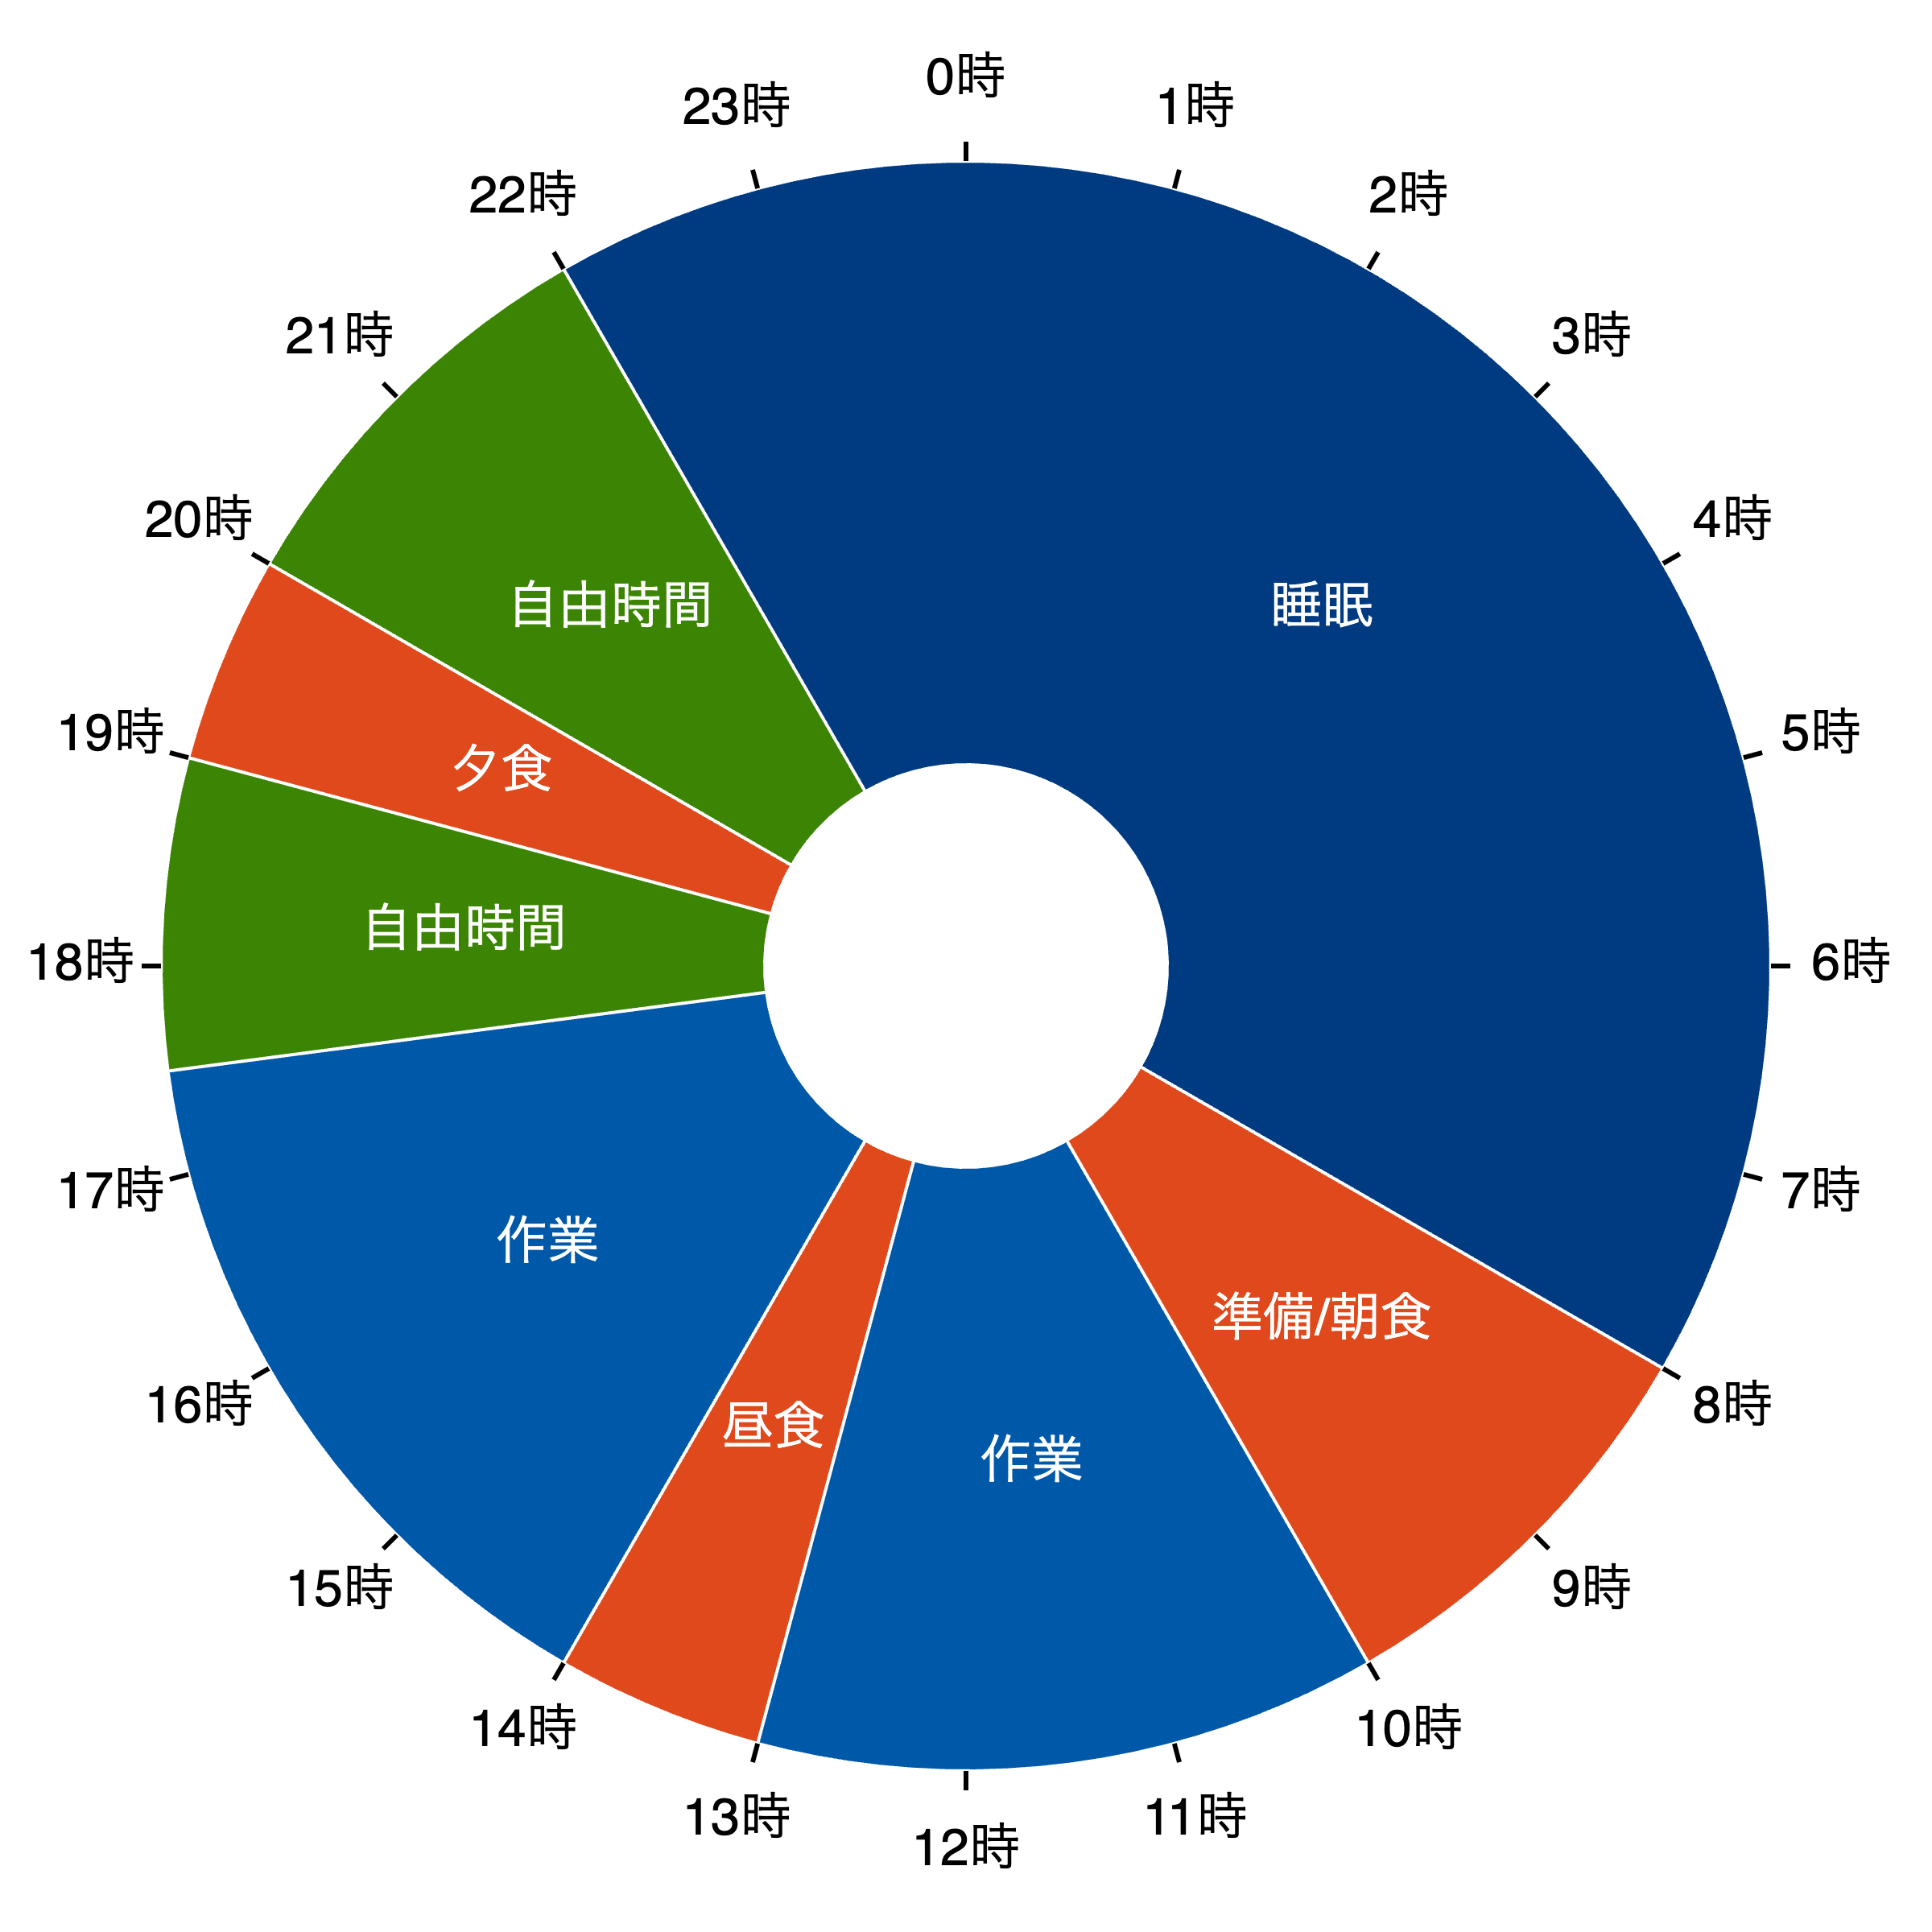 0時
1時
2時
3時
4時
5時
6時
7時
8時
9時
10時
11時
12時
13時
14時
15時
16時
17時
18時
19時
20時
21時
22時
23時
睡眠
準備/朝食
作業
昼食
作業
自由時間
夕食
自由時間